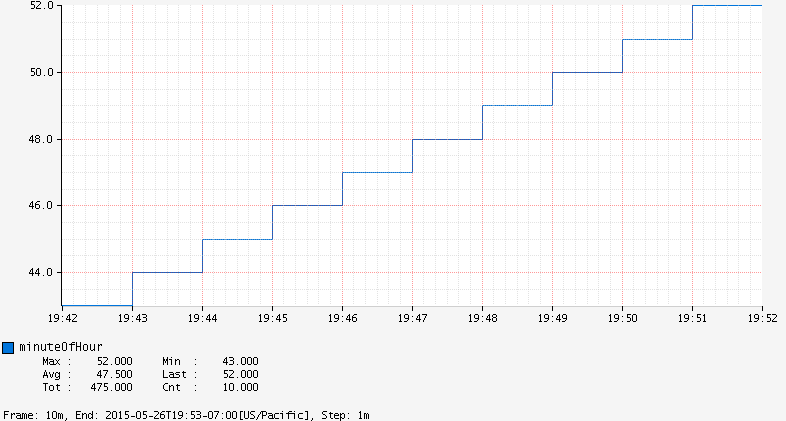 52.0
50.0
48.0
46.0
44.0
19:42 19:43 19:44 19:45 19:46 19:47 19:48 19:49 19:50 19:51 19:52
minuteOfHour
Max : 52.000 Min : 43.000
Avg : 47.500 Last : 52.000
Tot : 475.000 Cnt : 10.000
Frame: 10m, End: 2015-05-26T19:53-07:00[US/Pacific], Step: 1m